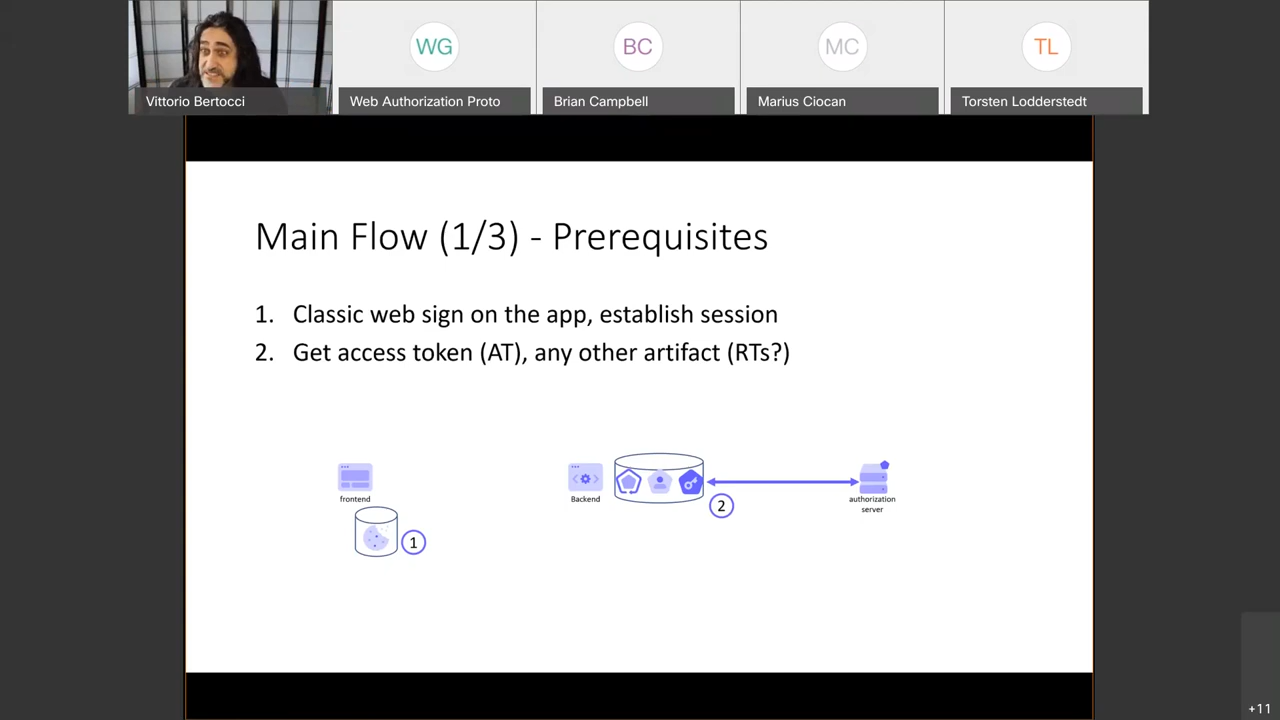 WG
BC
MC
TL
Vittorio Bertocci
Web Authorization Proto
Brian Campbell
Marius Ciocan
Torsten Lodderstedt
Main Flow (1/3) - Prerequisites
1. Classic web sign on the app, establish session
2. Get access token (AT), any other artifact (RTs?)
frontend
1
Backend
2
authorization
server
+11